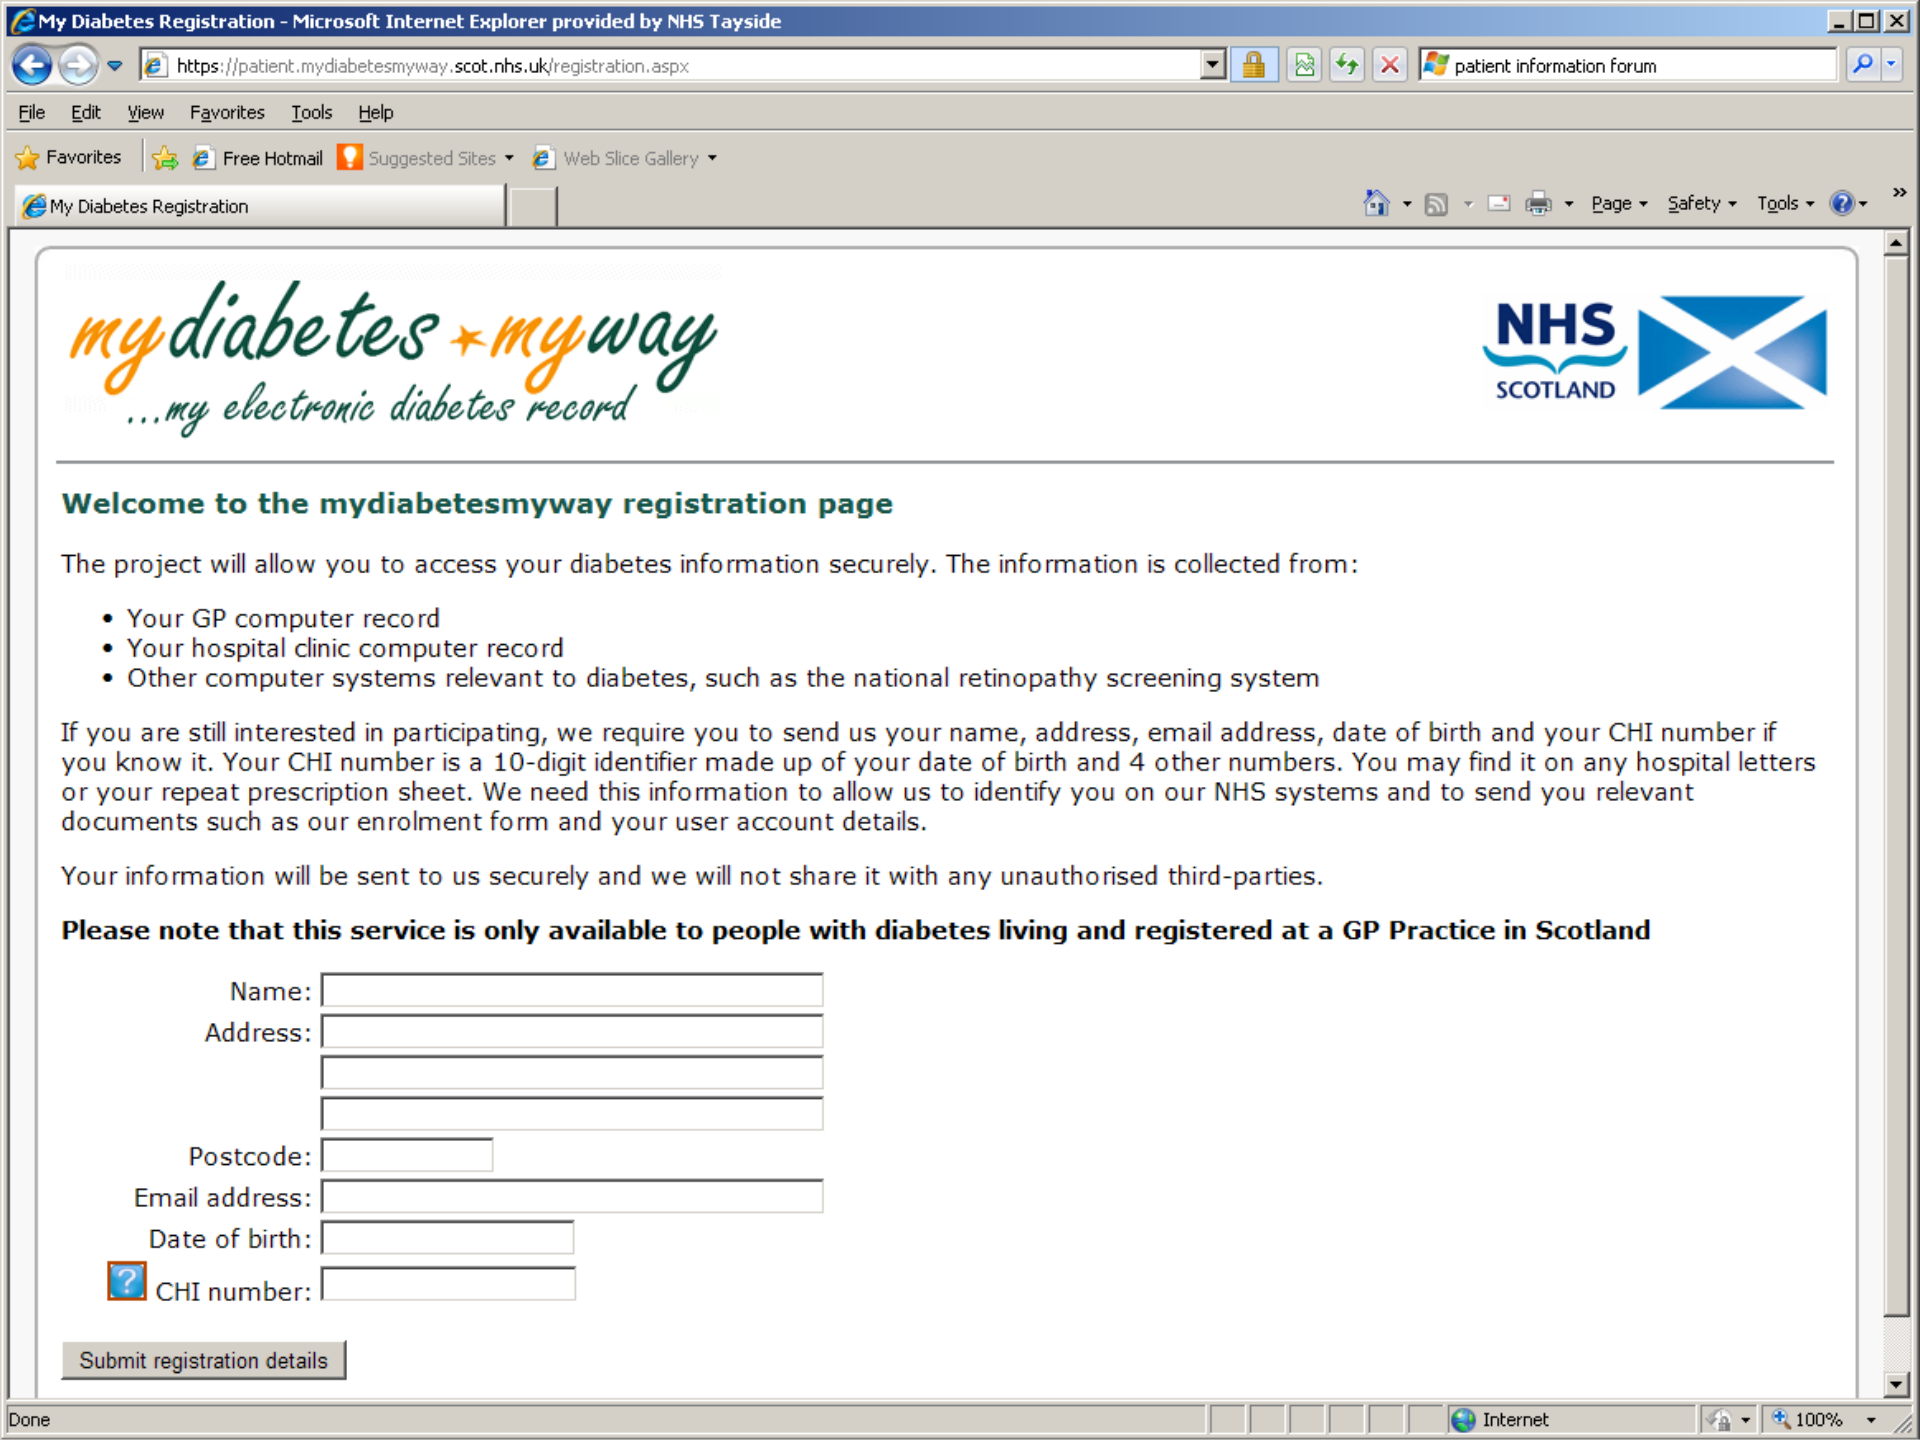 My Diabetes Registration - Microsoft Internet Explorer provided by NHS Tayside
https://patient.mydiabetesmyway.scot.nhs.uk/registration.aspx
patient information forum
File Edit View Favorites Tools Help
Favorites Free Hotmail Suggested Sites Web Slice Gallery
My Diabetes Registration
Page Safety Tools
mydiabetes myway
...my electronic diabetes record
NHS
SCOTLAND
Welcome to the mydiabetesmyway registration page
The project will allow you to access your diabetes information securely. The information is collected from:
• Your GP computer record
• Your hospital clinic computer record
• Other computer systems relevant to diabetes, such as the national retinopathy screening system
If you are still interested in participating, we require you to send us your name, address, email address, date of birth and your CHI number if
you know it. Your CHI number is a 10-digit identifier made up of your date of birth and 4 other numbers. You may find it on any hospital letters
or your repeat prescription sheet. We need this information to allow us to identify you on our NHS systems and to send you relevant
documents such as our enrolment form and your user account details.
Your information will be sent to us securely and we will not share it with any unauthorised third-parties.
Please note that this service is only available to people with diabetes living and registered at a GP Practice in Scotland
Name:
Address:
Postcode:
Email address:
Date of birth:
? CHI number:
Submit registration details
Done
Internet
100%